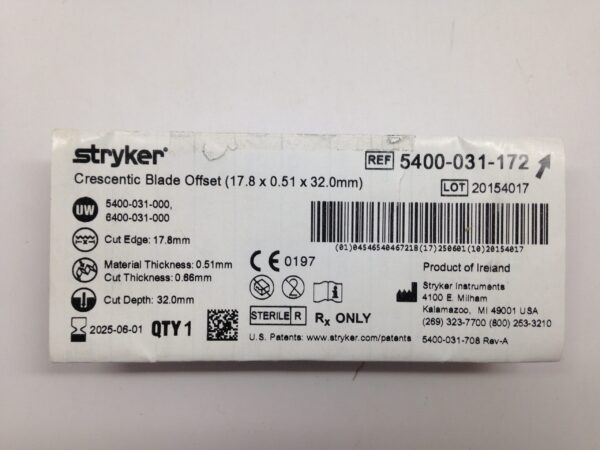 stryker®
REF 5400-031-172
Crescentic Blade Offset (17.8 x 0.51 x 32.0mm)
LOT 20154017
UW 5400-031-000,
6400-031-000
(01)04546540467218(17)250601(10)20154017
Cut Edge: 17.8mm
Material Thickness: 0.51mm
Cut Thickness: 0.66mm
CE 0197
Product of Ireland
Cut Depth: 32.0mm
Stryker Instruments
4100 E. Milham
Kalamazoo, MI 49001 USA
(269) 323-7700 (800) 253-3210
2025-06-01 QTY 1
STERILE R Rx ONLY
U.S. Patents: www.stryker.com/patents
5400-031-708 Rev-A